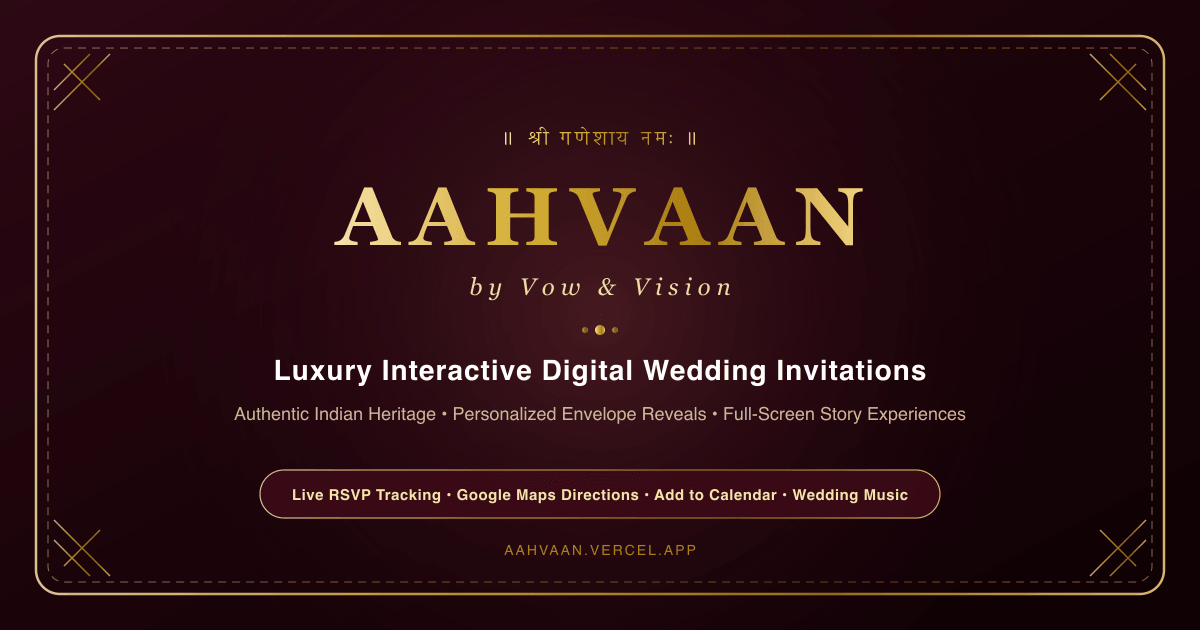 ॥ श्री गणेशाय नमः ॥
AAHVAAN
by Vow & Vision
Luxury Interactive Digital Wedding Invitations
Authentic Indian Heritage • Personalized Envelope Reveals • Full-Screen Story Experiences
Live RSVP Tracking • Google Maps Directions • Add to Calendar • Wedding Music
AAHVAAN.VERCEL.APP